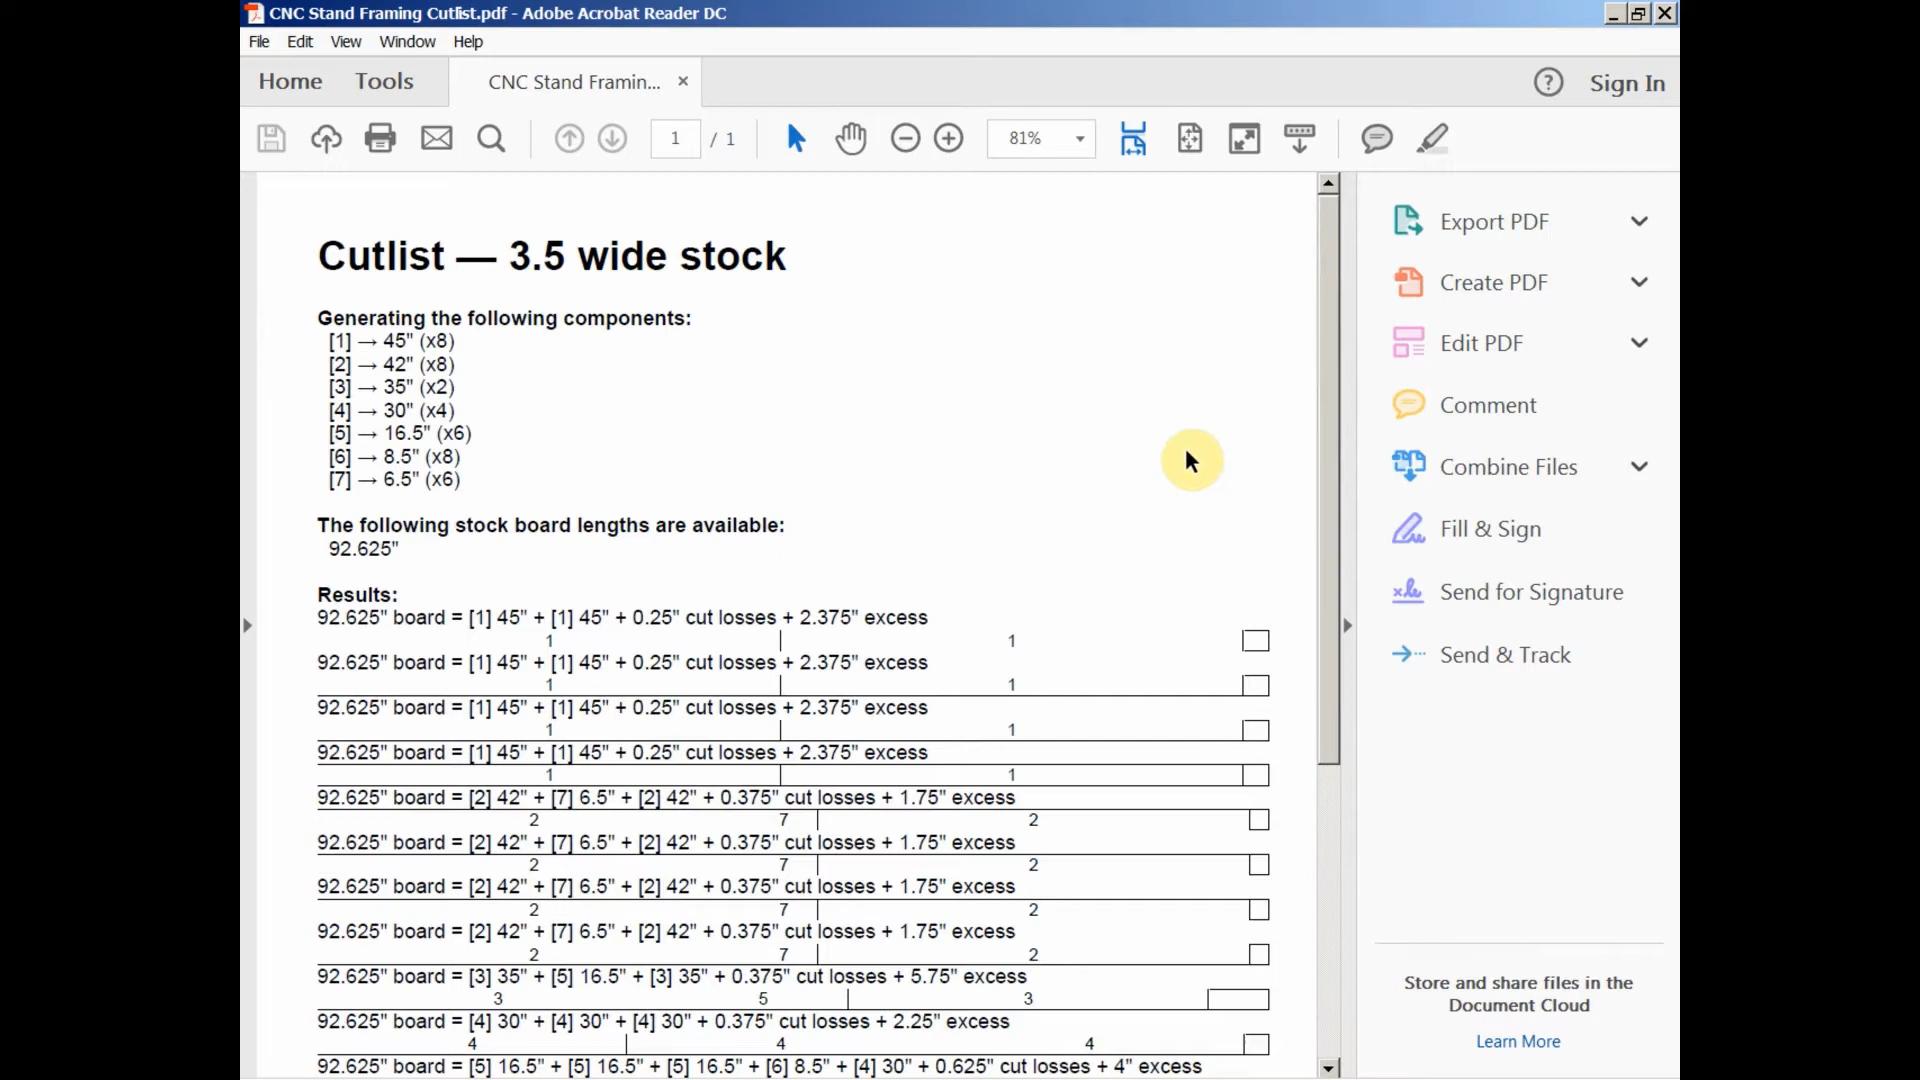 CNC Stand Framing Cutlist.pdf - Adobe Acrobat Reader DC
File Edit View Window Help
Home Tools CNC Stand Framin... × ? Sign In
1 / 1 81%
Cutlist — 3.5 wide stock
Generating the following components:
[1] → 45" (x8)
[2] → 42" (x8)
[3] → 35" (x2)
[4] → 30" (x4)
[5] → 16.5" (x6)
[6] → 8.5" (x8)
[7] → 6.5" (x6)
The following stock board lengths are available:
92.625"
Results:
92.625" board = [1] 45" + [1] 45" + 0.25" cut losses + 2.375" excess
1 1
92.625" board = [1] 45" + [1] 45" + 0.25" cut losses + 2.375" excess
1 1
92.625" board = [1] 45" + [1] 45" + 0.25" cut losses + 2.375" excess
1 1
92.625" board = [1] 45" + [1] 45" + 0.25" cut losses + 2.375" excess
1 1
92.625" board = [2] 42" + [7] 6.5" + [2] 42" + 0.375" cut losses + 1.75" excess
2 7 2
92.625" board = [2] 42" + [7] 6.5" + [2] 42" + 0.375" cut losses + 1.75" excess
2 7 2
92.625" board = [2] 42" + [7] 6.5" + [2] 42" + 0.375" cut losses + 1.75" excess
2 7 2
92.625" board = [2] 42" + [7] 6.5" + [2] 42" + 0.375" cut losses + 1.75" excess
2 7 2
92.625" board = [3] 35" + [5] 16.5" + [3] 35" + 0.375" cut losses + 5.75" excess
3 5 3
92.625" board = [4] 30" + [4] 30" + [4] 30" + 0.375" cut losses + 2.25" excess
4 4 4
92.625" board = [5] 16.5" + [5] 16.5" + [5] 16.5" + [6] 8.5" + [4] 30" + 0.625" cut losses + 4" excess
Export PDF
Create PDF
Edit PDF
Comment
Combine Files
Fill & Sign
Send for Signature
Send & Track
Store and share files in the
Document Cloud
Learn More